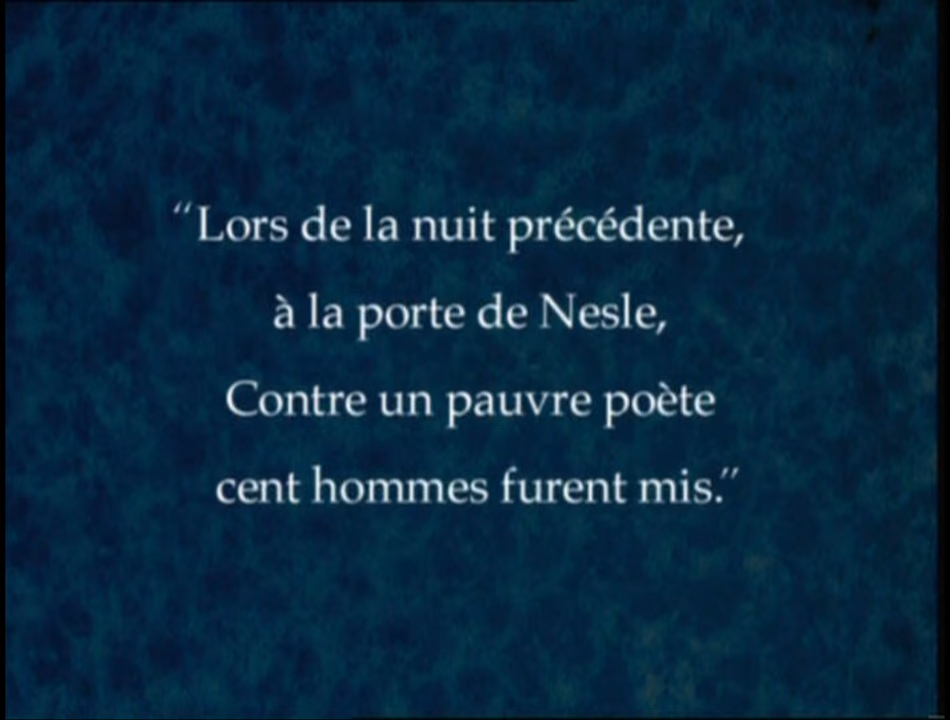 “Lors de la nuit précédente,
à la porte de Nesle,
Contre un pauvre poète
cent hommes furent mis.”